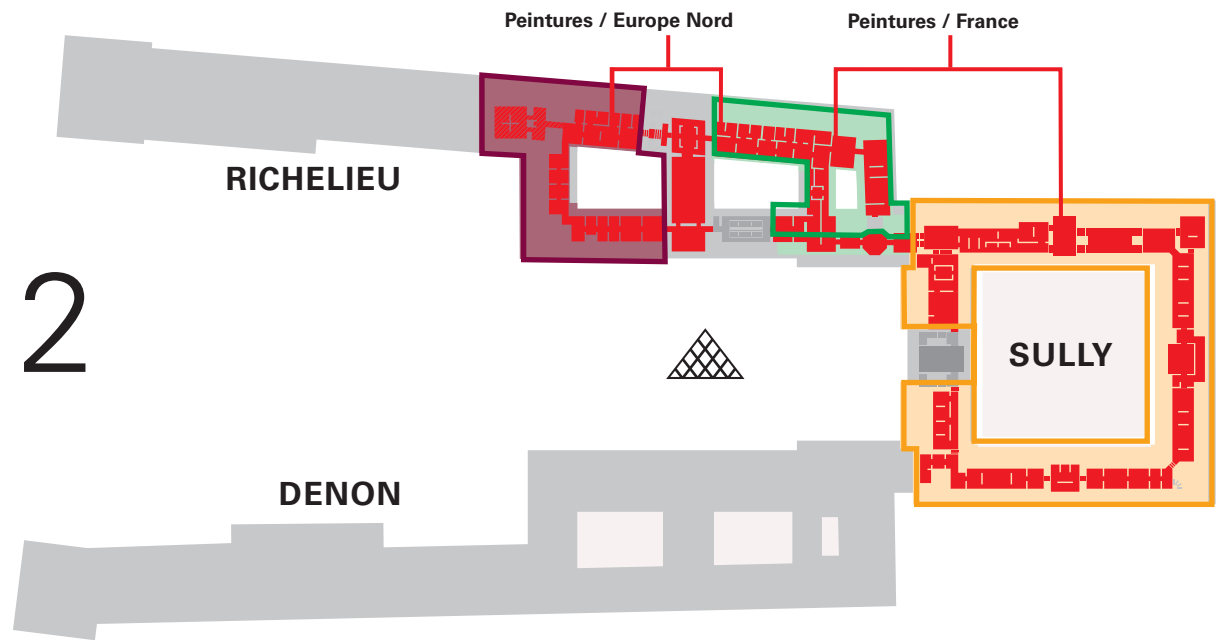 Peintures / Europe Nord
Peintures / France
RICHELIEU
2
SULLY
DENON